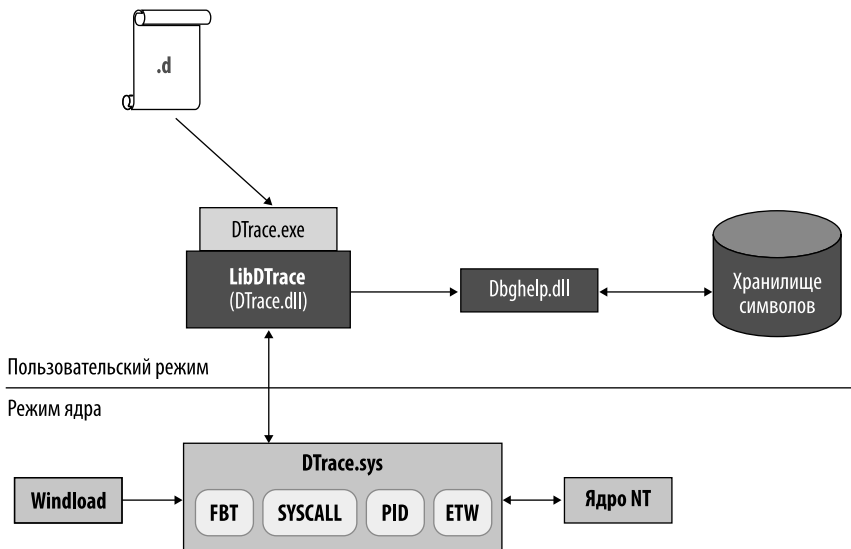 .d
DTrace.exe
LibDTrace
(DTrace.dll)
Dbghelp.dll
Хранилище
символов
Пользовательский режим
Режим ядра
DTrace.sys
Windload
FBT
SYSCALL
PID
ETW
Ядро NT